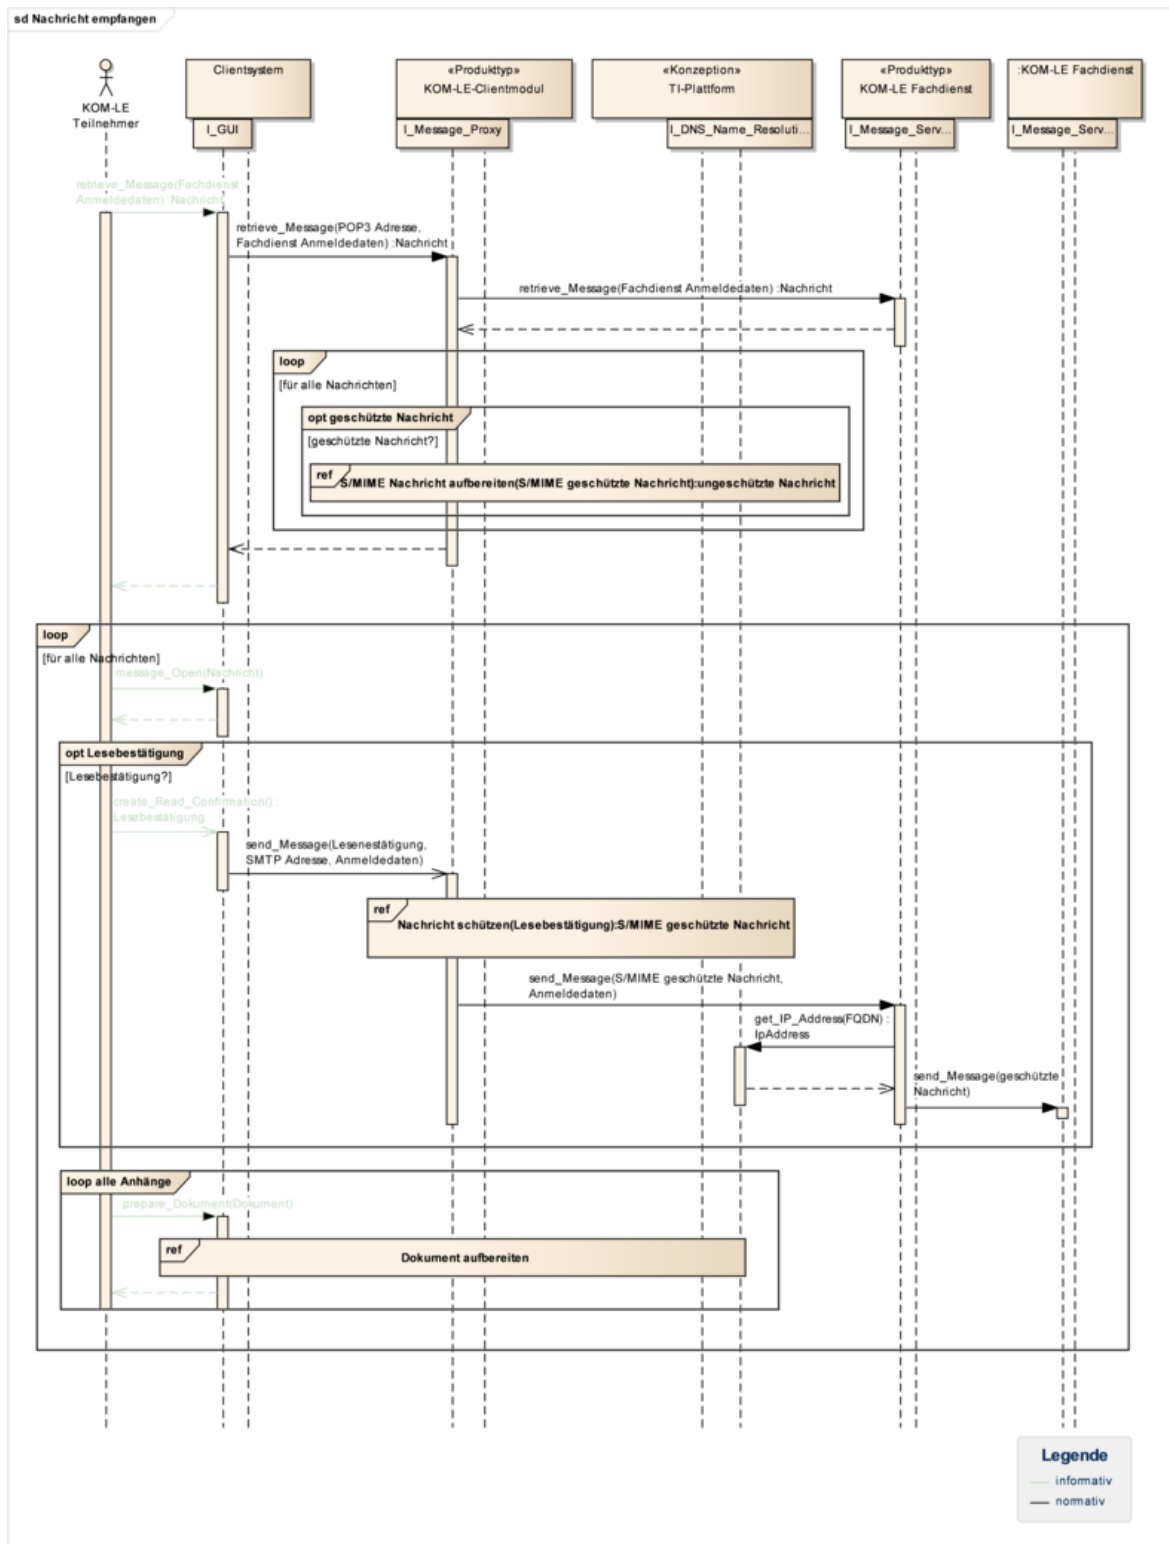 sd Nachricht empfangen
KOM-LE
Teilnehmer
Clientsystem
I_GUI
«Produkttyp»
KOM-LE-Clientmodul
I_Message_Proxy
«Konzeption»
TI-Plattform
I_DNS_Name_Resoluti...
«Produkttyp»
KOM-LE Fachdienst
I_Message_Serv...
:KOM-LE Fachdienst
I_Message_Serv...
retrieve_Message(Fachdienst
Anmeldedaten) :Nachricht
retrieve_Message(POP3 Adresse,
Fachdienst Anmeldedaten) :Nachricht
retrieve_Message(Fachdienst Anmeldedaten) :Nachricht
loop
[für alle Nachrichten]
opt geschützte Nachricht
[geschützte Nachricht?]
ref
S/MIME Nachricht aufbereiten(S/MIME geschützte Nachricht):ungeschützte Nachricht
loop
[für alle Nachrichten]
message_Open(Nachricht)
opt Lesebestätigung
[Lesebestätigung?]
create_Read_Confirmation() :
Lesebestätigung
send_Message(Lesenestätigung,
SMTP Adresse, Anmeldedaten)
ref
Nachricht schützen(Lesebestätigung):S/MIME geschützte Nachricht
send_Message(S/MIME geschützte Nachricht,
Anmeldedaten)
get_IP_Address(FQDN) :
IpAddress
send_Message(geschützte
Nachricht)
loop alle Anhänge
prepare_Dokument(Dokument)
ref
Dokument aufbereiten
Legende
informativ
normativ